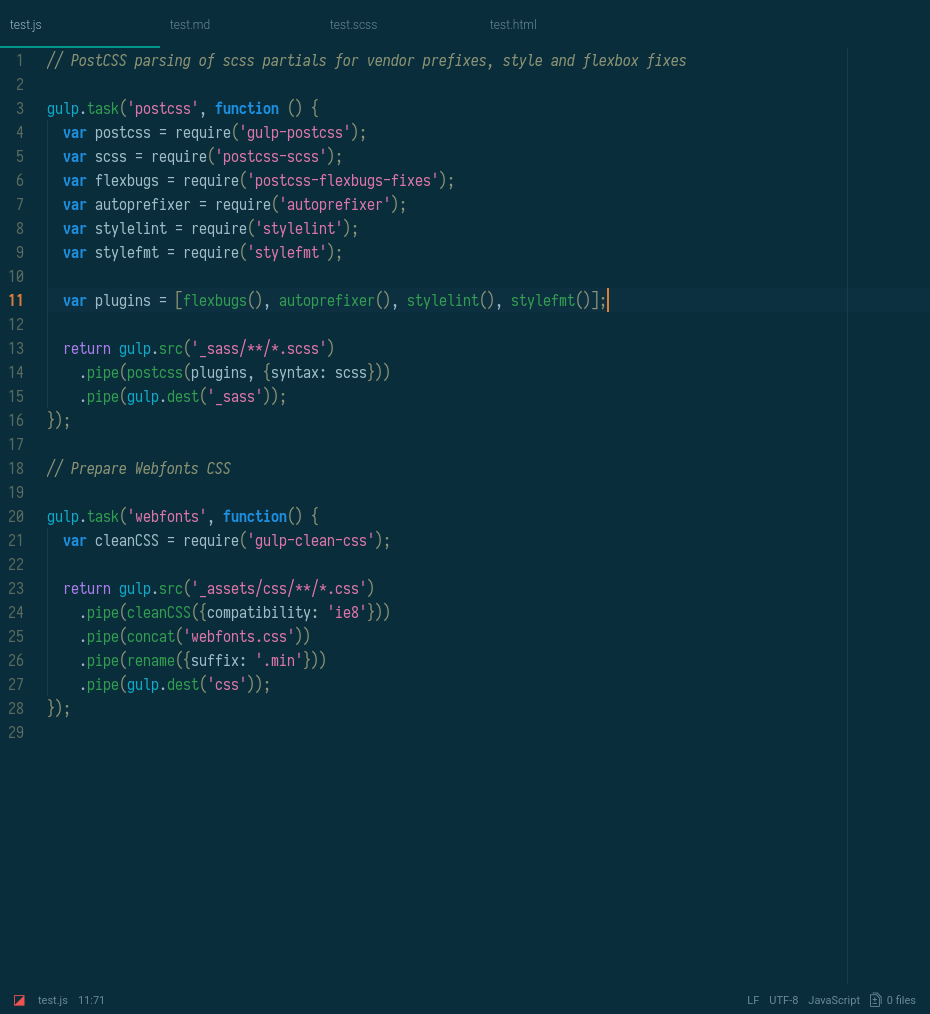 test.js test.md test.scss test.html
1 // PostCSS parsing of scss partials for vendor prefixes, style and flexbox fixes
2
3 gulp.task('postcss', function () {
4   var postcss = require('gulp-postcss');
5   var scss = require('postcss-scss');
6   var flexbugs = require('postcss-flexbugs-fixes');
7   var autoprefixer = require('autoprefixer');
8   var stylelint = require('stylelint');
9   var stylefmt = require('stylefmt');
10
11   var plugins = [flexbugs(), autoprefixer(), stylelint(), stylefmt()];
12
13   return gulp.src('_sass/**/*.scss')
14     .pipe(postcss(plugins, {syntax: scss}))
15     .pipe(gulp.dest('_sass'));
16 });
17
18 // Prepare Webfonts CSS
19
20 gulp.task('webfonts', function() {
21   var cleanCSS = require('gulp-clean-css');
22
23   return gulp.src('_assets/css/**/*.css')
24     .pipe(cleanCSS({compatibility: 'ie8'}))
25     .pipe(concat('webfonts.css'))
26     .pipe(rename({suffix: '.min'}))
27     .pipe(gulp.dest('css'));
28 });
29
test.js 11:71 LF UTF-8 JavaScript 0 files